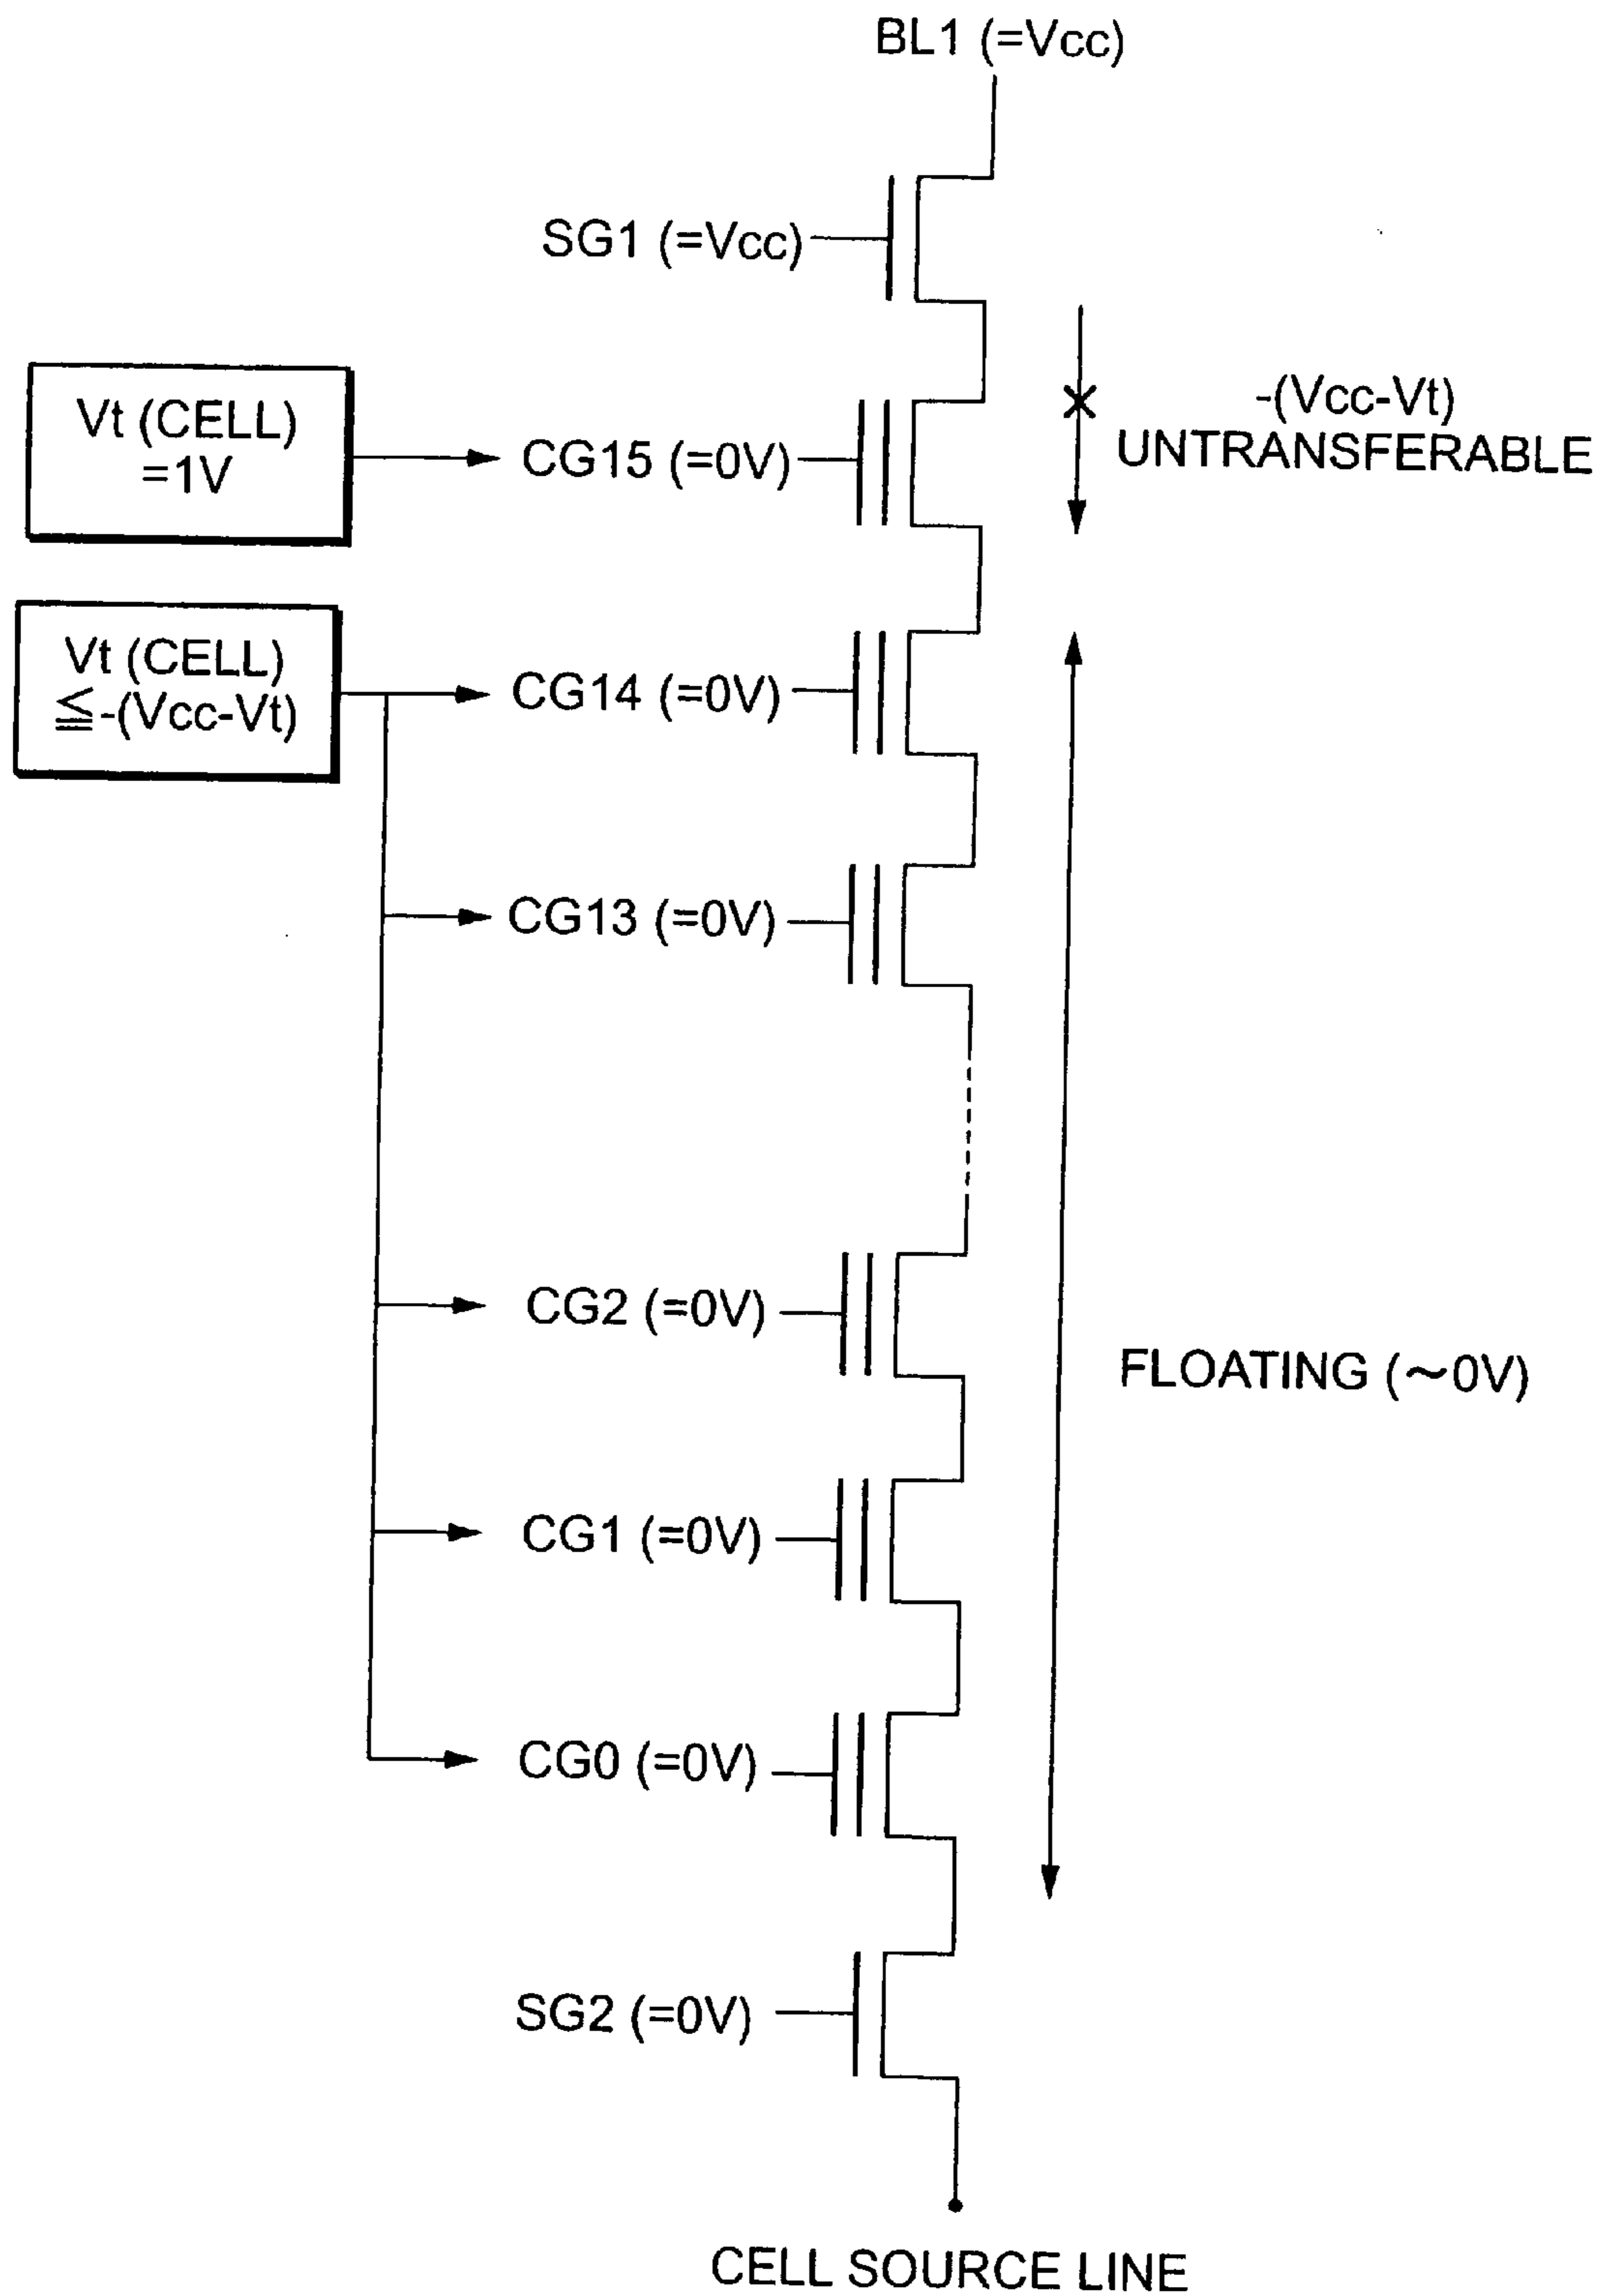 BL1 (=Vcc)
SG1 (=Vcc)
Vt (CELL)
=1V
CG15 (=0V)
-(Vcc-Vt)
UNTRANSFERABLE
Vt (CELL)
≦-(Vcc-Vt)
CG14 (=0V)
CG13 (=0V)
CG2 (=0V)
FLOATING (~0V)
CG1 (=0V)
CG0 (=0V)
SG2 (=0V)
CELL SOURCE LINE